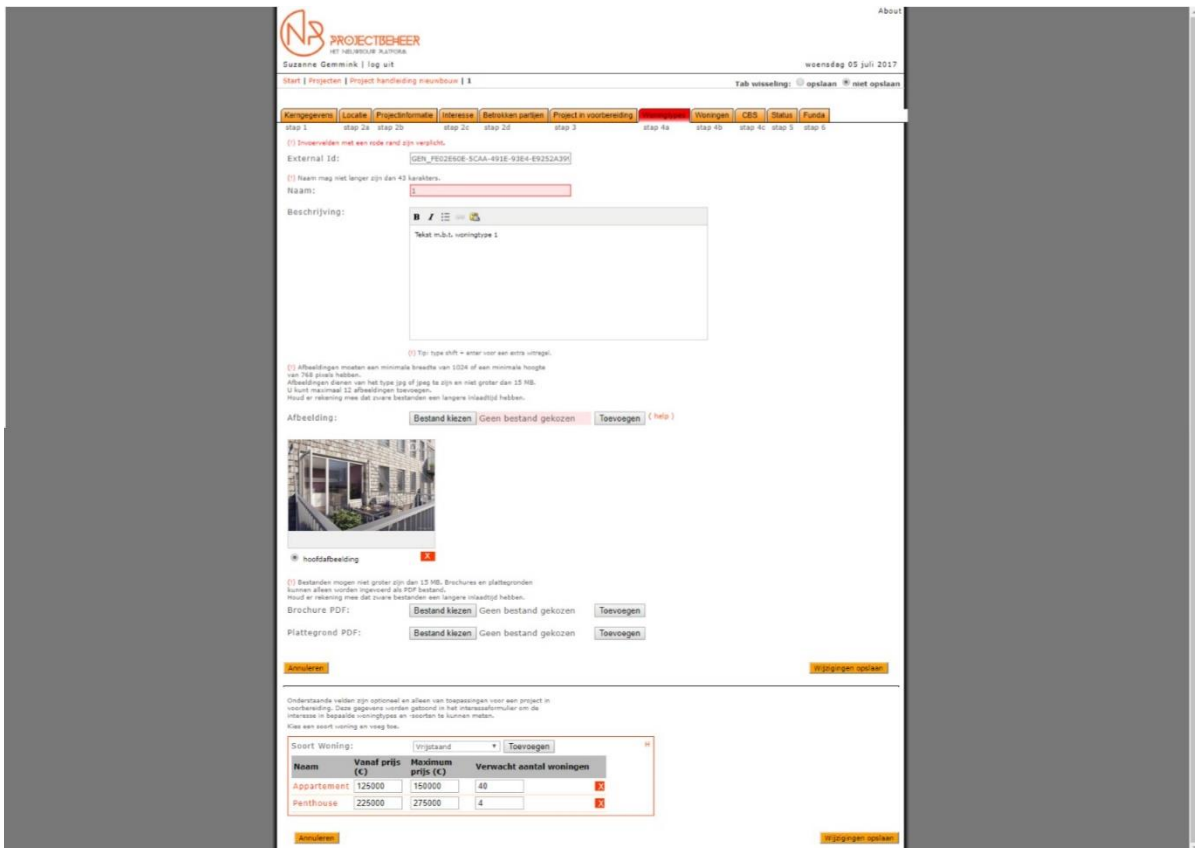 About
PROJECTBEHEER
HET NIEUWBOUW PLATFORM
Suzanne Gemmink | log uit
woensdag 05 juli 2017
Start | Projecten | Project handleiding nieuwbouw | 1
Tab wisseling: opslaan niet opslaan
Kerngegevens Locatie Projectinformatie Interesse Betrokken partijen Project in voorbereiding Woningtypes Woningen CBS Status Funda
stap 1 stap 2a stap 2b stap 2c stap 2d stap 3 stap 4a stap 4b stap 4c stap 5 stap 6
(!) Invoervelden met een rode rand zijn verplicht.
External Id: GEN_FE02E60E-5CAA-491E-93E4-E9252A39
(!) Naam mag niet langer zijn dan 43 karakters.
Naam: 1
Beschrijving:
B I
Tekst m.b.t. woningtype 1
(!) Tip: type shift + enter voor een extra witregel.
(!) Afbeeldingen moeten een minimale breedte van 1024 of een minimale hoogte
van 768 pixels hebben.
Afbeeldingen dienen van het type jpg of jpeg te zijn en niet groter dan 15 MB.
U kunt maximaal 12 afbeeldingen toevoegen.
Houd er rekening mee dat zware bestanden een langere inlaadtijd hebben.
Afbeelding: Bestand kiezen Geen bestand gekozen Toevoegen ( help )
hoofdafbeelding X
(!) Bestanden mogen niet groter zijn dan 15 MB. Brochures en plattegronden
kunnen alleen worden ingevoerd als PDF bestand.
Houd er rekening mee dat zware bestanden een langere inlaadtijd hebben.
Brochure PDF: Bestand kiezen Geen bestand gekozen Toevoegen
Plattegrond PDF: Bestand kiezen Geen bestand gekozen Toevoegen
Annuleren Wijzigingen opslaan
Onderstaande velden zijn optioneel en alleen van toepassingen voor een project in
voorbereiding. Deze gegevens worden getoond in het interesseformulier om de
interesse in bepaalde woningtypes en -soorten te kunnen meten.
Kies een soort woning en voeg toe.
Soort Woning: Vrijstaand Toevoegen
Naam Vanaf prijs (€) Maximum prijs (€) Verwacht aantal woningen
Appartement 125000 150000 40 X
Penthouse 225000 275000 4 X
Annuleren Wijzigingen opslaan